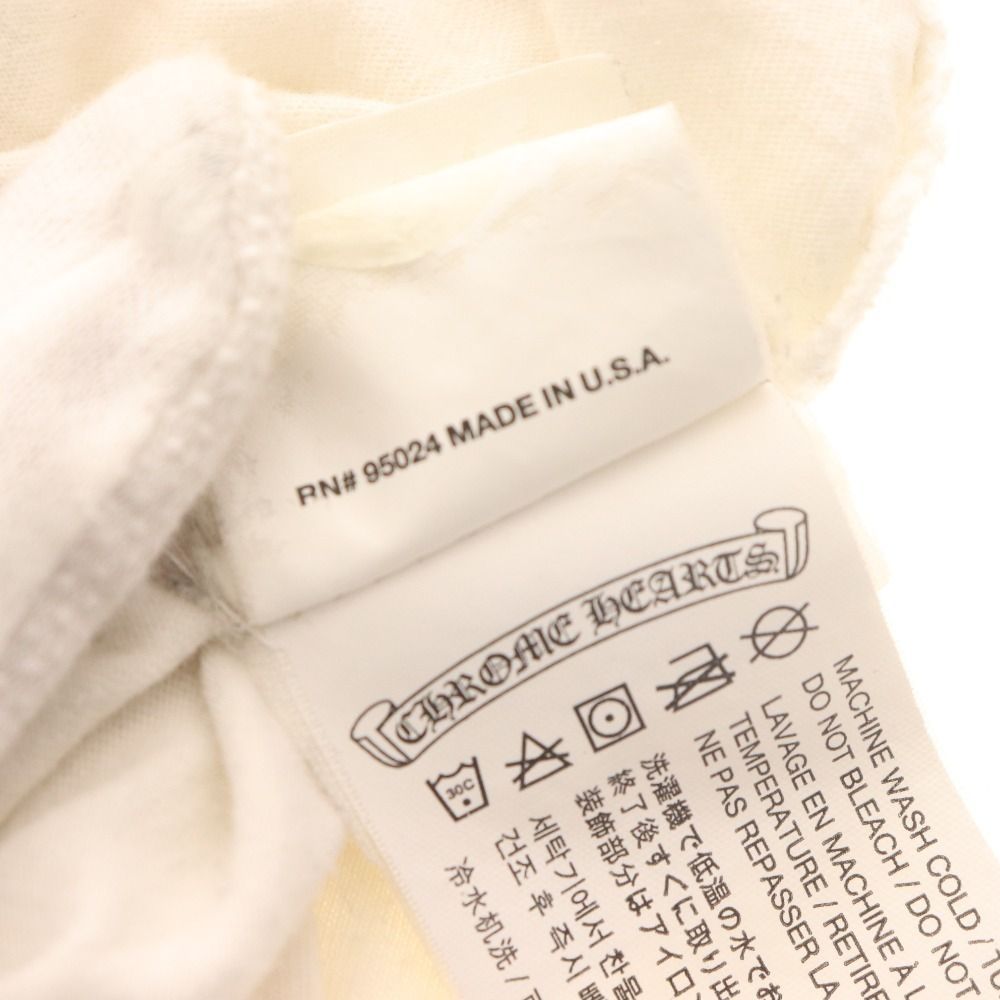 RN# 95024 MADE IN U.S.A.
CHROME HEARTS
30C
MACHINE WASH COLD /
DO NOT BLEACH / DO NOT
LAVAGE EN MACHINE À
TEMPERATURE / RETIRE
NE PAS REPASSER LA
洗濯機で低温の水でお
終了後すぐに取り出
装飾部分はアイロン
세탁기에서 찬물
건조 후 즉시
冷水机洗 /